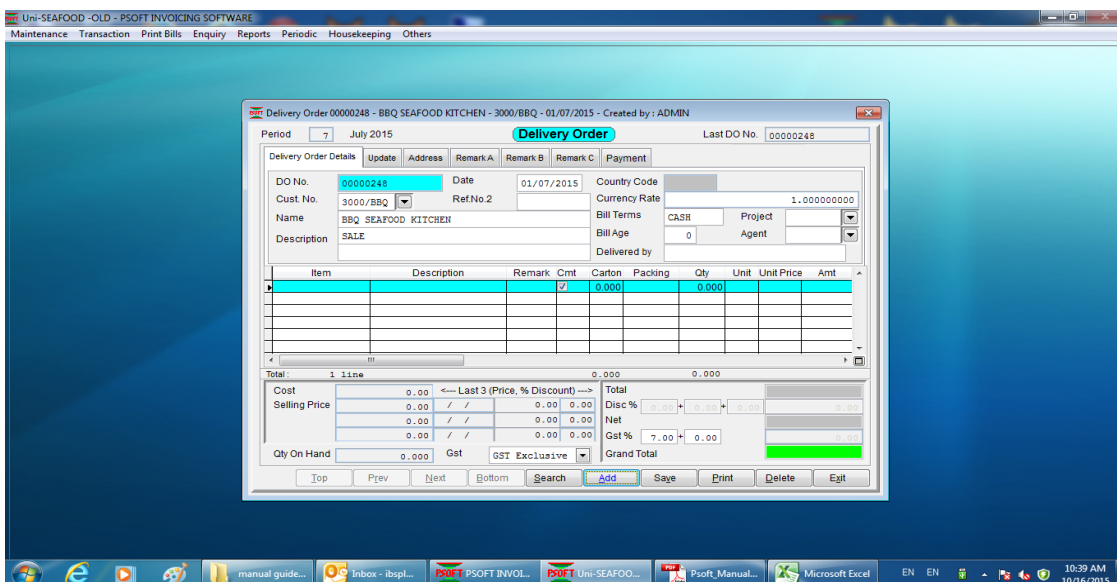 Uni-SEAFOOD -OLD - PSOFT INVOICING SOFTWARE
Maintenance Transaction Print Bills Enquiry Reports Periodic Housekeeping Others
Delivery Order 00000248 - BBQ SEAFOOD KITCHEN - 3000/BBQ - 01/07/2015 - Created by : ADMIN
Period 7 July 2015 Delivery Order Last DO No. 00000248
Delivery Order Details Update Address Remark A Remark B Remark C Payment
DO No. 00000248 Date 01/07/2015 Country Code
Cust. No. 3000/BBQ Ref.No.2 Currency Rate 1.000000000
Name BBQ SEAFOOD KITCHEN Bill Terms CASH Project
Description SALE Bill Age 0 Agent
Delivered by
Item Description Remark Cmt Carton Packing Qty Unit Unit Price Amt
0.000 0.000
Total : 1 line 0.000 0.000
Cost 0.00 <--- Last 3 (Price, % Discount) ---> Total
Selling Price 0.00 / / 0.00 0.00 Disc % 0.00 + 0.00 + 0.00 0.00
0.00 / / 0.00 0.00 Net
0.00 / / 0.00 0.00 Gst % 7.00 + 0.00 0.00
Qty On Hand 0.000 Gst GST Exclusive Grand Total
Top Prev Next Bottom Search Add Save Print Delete Exit
manual guide... Inbox - ibspl... PSOFT PSOFT INVOI... PSOFT Uni-SEAFOO... PDF Psoft_Manual... Microsoft Excel EN EN 10:39 AM